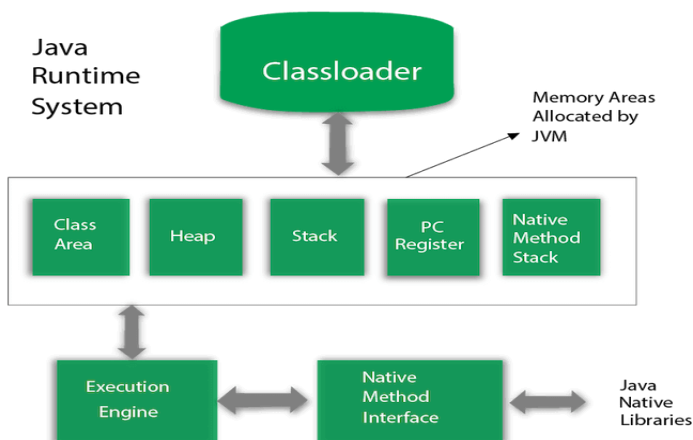 Java
Runtime
System
Classloader
Memory Areas
Allocated by
JVM
Class
Area
Heap
Stack
PC
Register
Native
Method
Stack
Execution
Engine
Native
Method
Interface
Java
Native
Libraries